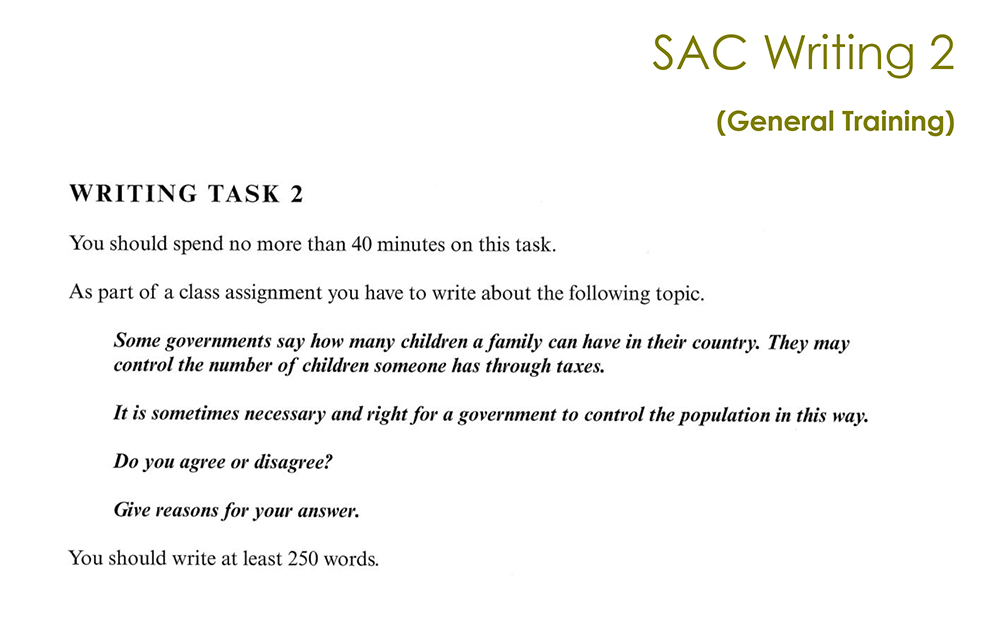 SAC Writing 2
(General Training)
WRITING TASK 2
You should spend no more than 40 minutes on this task.
As part of a class assignment you have to write about the following topic.
Some governments say how many children a family can have in their country. They may
control the number of children someone has through taxes.
It is sometimes necessary and right for a government to control the population in this way.
Do you agree or disagree?
Give reasons for your answer.
You should write at least 250 words.